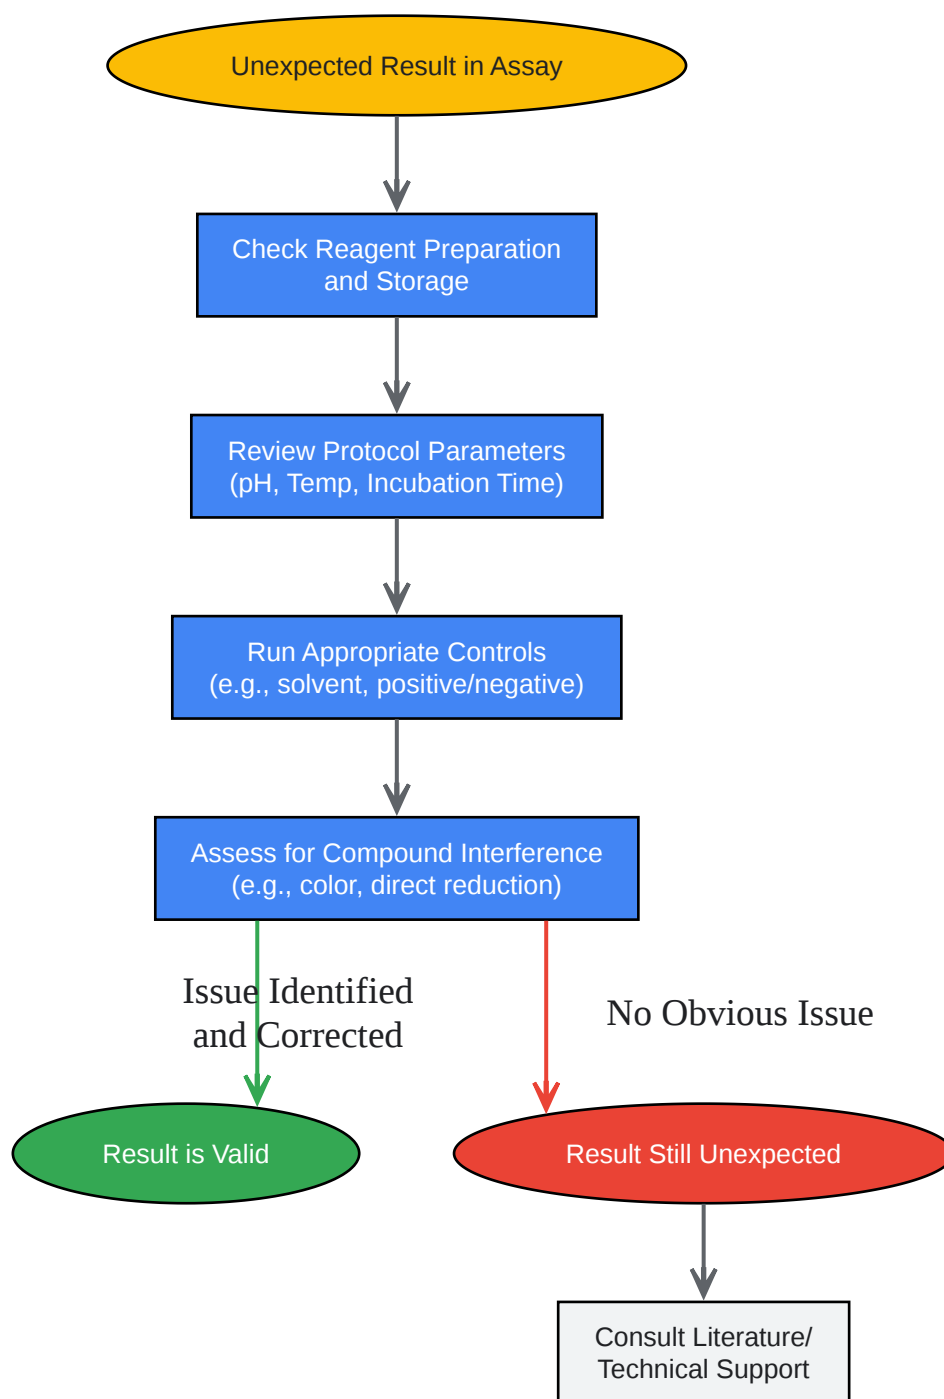 Unexpected Result in Assay
Check Reagent Preparation
and Storage
Review Protocol Parameters
(pH, Temp, Incubation Time)
Run Appropriate Controls
(e.g., solvent, positive/negative)
Assess for Compound Interference
(e.g., color, direct reduction)
Issue Identified
and Corrected
No Obvious Issue
Result is Valid
Result Still Unexpected
Consult Literature/
Technical Support